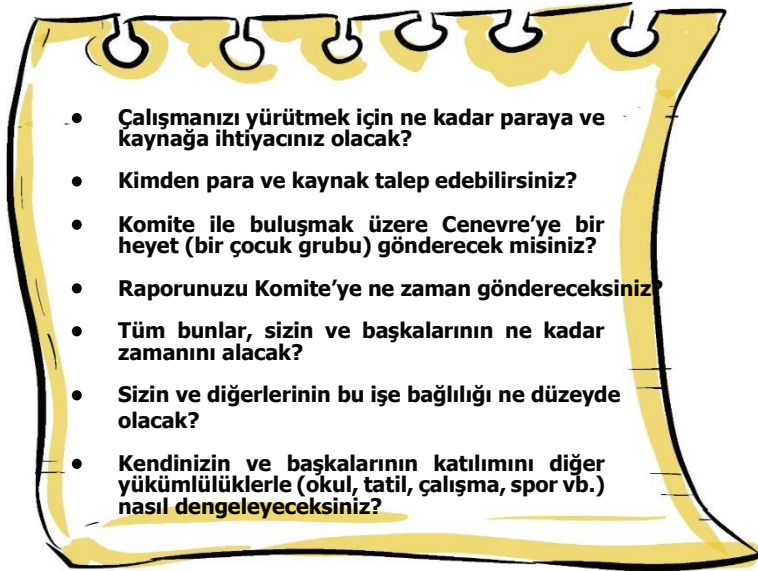 • Çalışmanızı yürütmek için ne kadar paraya ve
kaynağa ihtiyacınız olacak?
• Kimden para ve kaynak talep edebilirsiniz?
• Komite ile buluşmak üzere Cenevre’ye bir
heyet (bir çocuk grubu) gönderecek misiniz?
• Raporunuzu Komite’ye ne zaman göndereceksiniz?
• Tüm bunlar, sizin ve başkalarının ne kadar
zamanını alacak?
• Sizin ve diğerlerinin bu işe bağlılığı ne düzeyde
olacak?
• Kendinizin ve başkalarının katılımını diğer
yükümlülüklerle (okul, tatil, çalışma, spor vb.)
nasıl dengeleyeceksiniz?